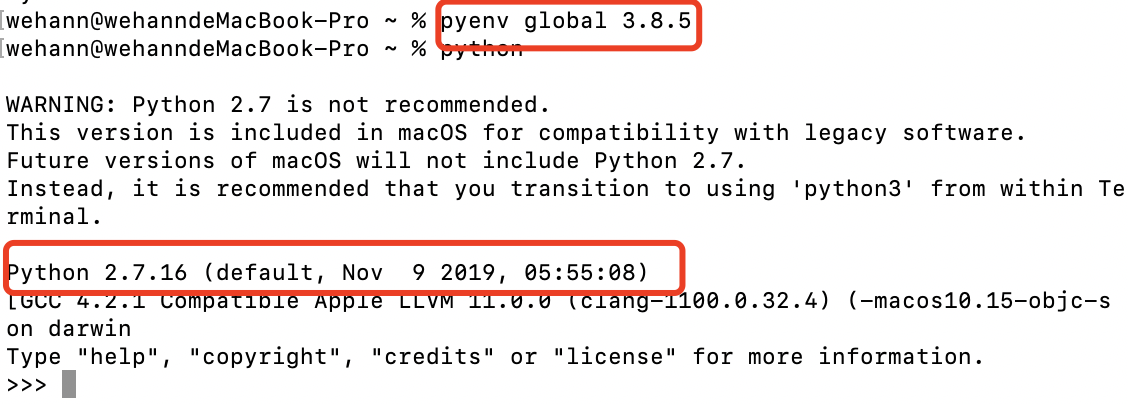 wehann@wehanndeMacBook-Pro ~ % pyenv global 3.8.5
wehann@wehanndeMacBook-Pro ~ % python
WARNING: Python 2.7 is not recommended.
This version is included in macOS for compatibility with legacy software.
Future versions of macOS will not include Python 2.7.
Instead, it is recommended that you transition to using 'python3' from within Te
rminal.
Python 2.7.16 (default, Nov  9 2019, 05:55:08)
[GCC 4.2.1 Compatible Apple LLVM 11.0.0 (clang-1100.0.32.4) (-macos10.15-objc-s
on darwin
Type "help", "copyright", "credits" or "license" for more information.
>>>